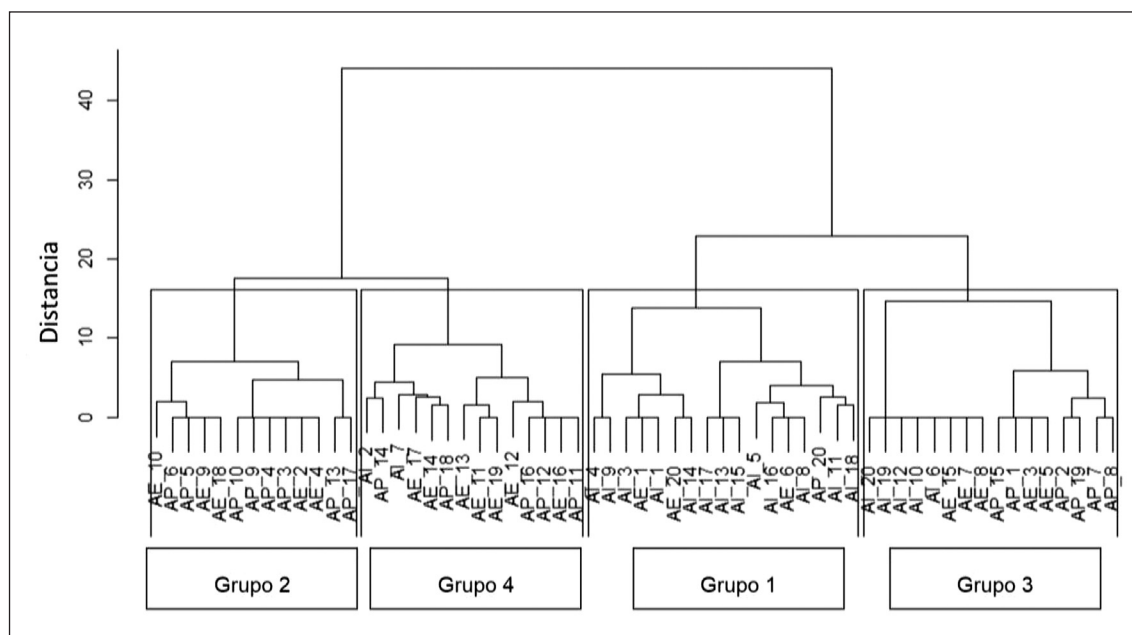 Distancia
40
30
20
10
0
AE_10
AP_6
AP_5
AE_9
AE_18
AP_10
AP_9
AP_4
AP_3
AE_2
AE_4
AP_13
AP_17
AI_2
AP_14
AI_7
AE_17
AE_14
AP_18
AE_13
AE_11
AE_19
AE_12
AP_16
AP_12
AE_16
AP_11
AI_4
AI_9
AI_3
AE_1
AI_1
AE_20
AI_14
AI_17
AI_13
AI_15
AI_5
AI_16
AE_6
AI_8
AP_20
AI_11
AI_18
AI_20
AI_19
AI_12
AI_10
AI_6
AE_15
AE_7
AE_8
AP_15
AP_1
AE_3
AE_5
AP_2
AP_19
AP_7
AP_8
Grupo 2
Grupo 4
Grupo 1
Grupo 3